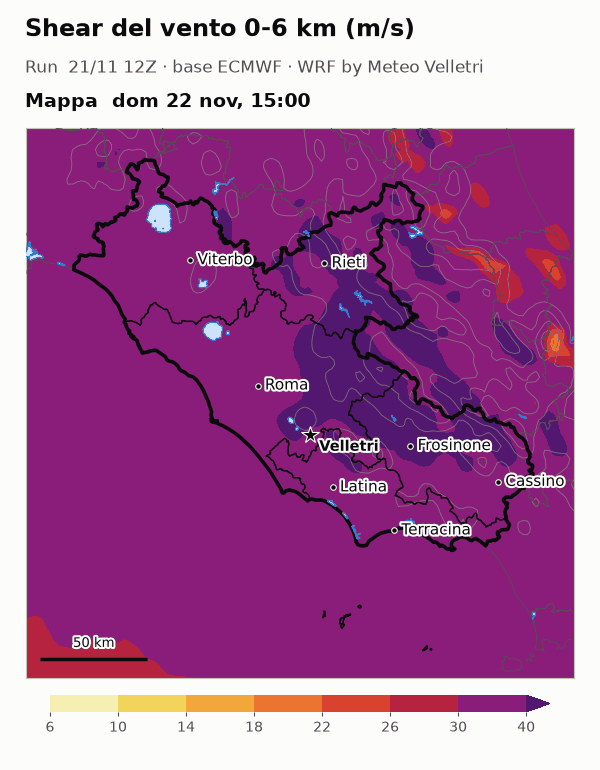 Shear del vento 0-6 km (m/s)
Run  21/11 12Z · base ECMWF · WRF by Meteo Velletri
Mappa  dom 22 nov, 15:00
Viterbo
Rieti
Roma
Velletri
Frosinone
Latina
Cassino
Terracina
50 km
6 10 14 18 22 26 30 40